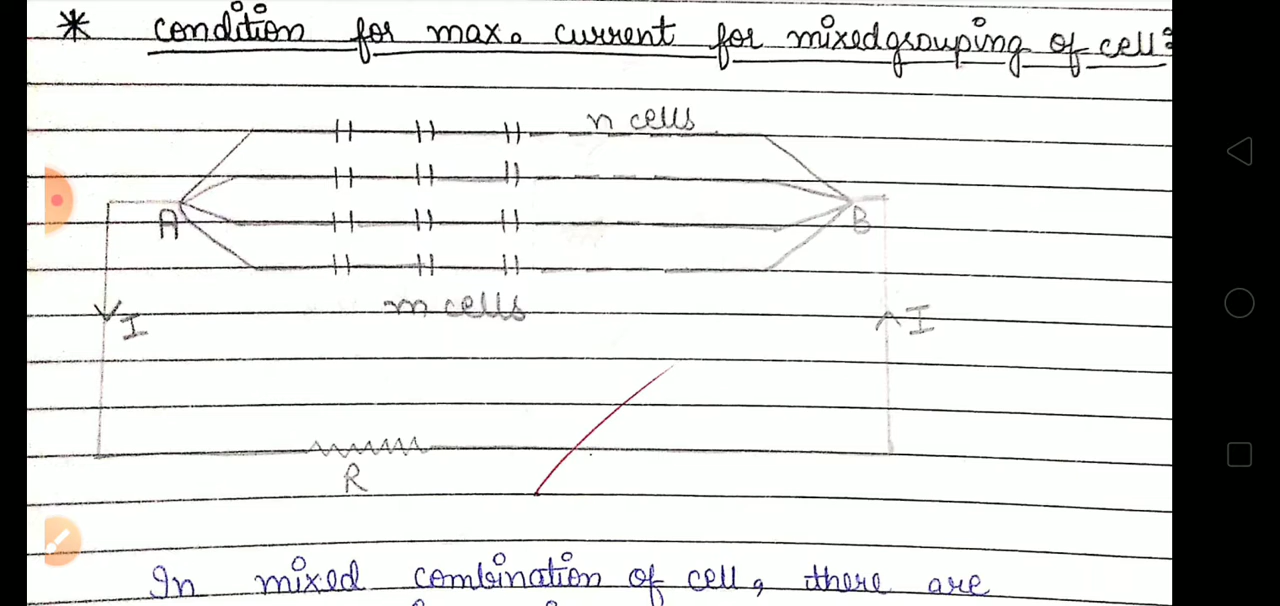 * condition for max. current for mixedgrouping of cell?
n cells
A
B
m cells
I
I
R
In mixed combination of cell, there are